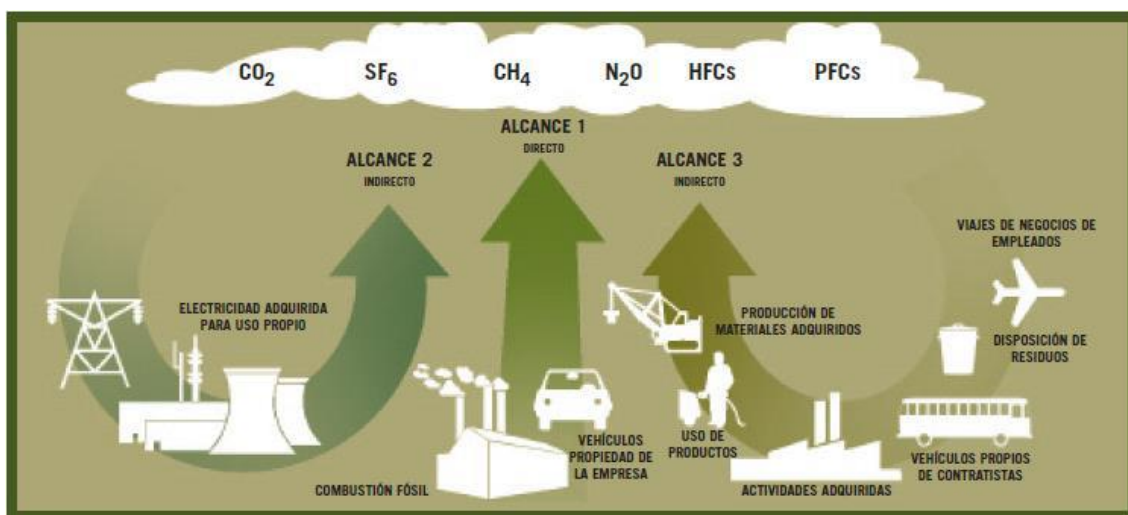 CO2 SF6 CH4 N2O HFCs PFCs
ALCANCE 1
DIRECTO
ALCANCE 2
INDIRECTO
ALCANCE 3
INDIRECTO
VIAJES DE NEGOCIOS DE
EMPLEADOS
ELECTRICIDAD ADQUIRIDA
PARA USO PROPIO
PRODUCCIÓN DE
MATERIALES ADQUIRIDOS
DISPOSICIÓN DE
RESIDUOS
COMBUSTIÓN FÓSIL
VEHÍCULOS
PROPIEDAD DE
LA EMPRESA
USO DE
PRODUCTOS
ACTIVIDADES ADQUIRIDAS
VEHÍCULOS PROPIOS
DE CONTRATISTAS